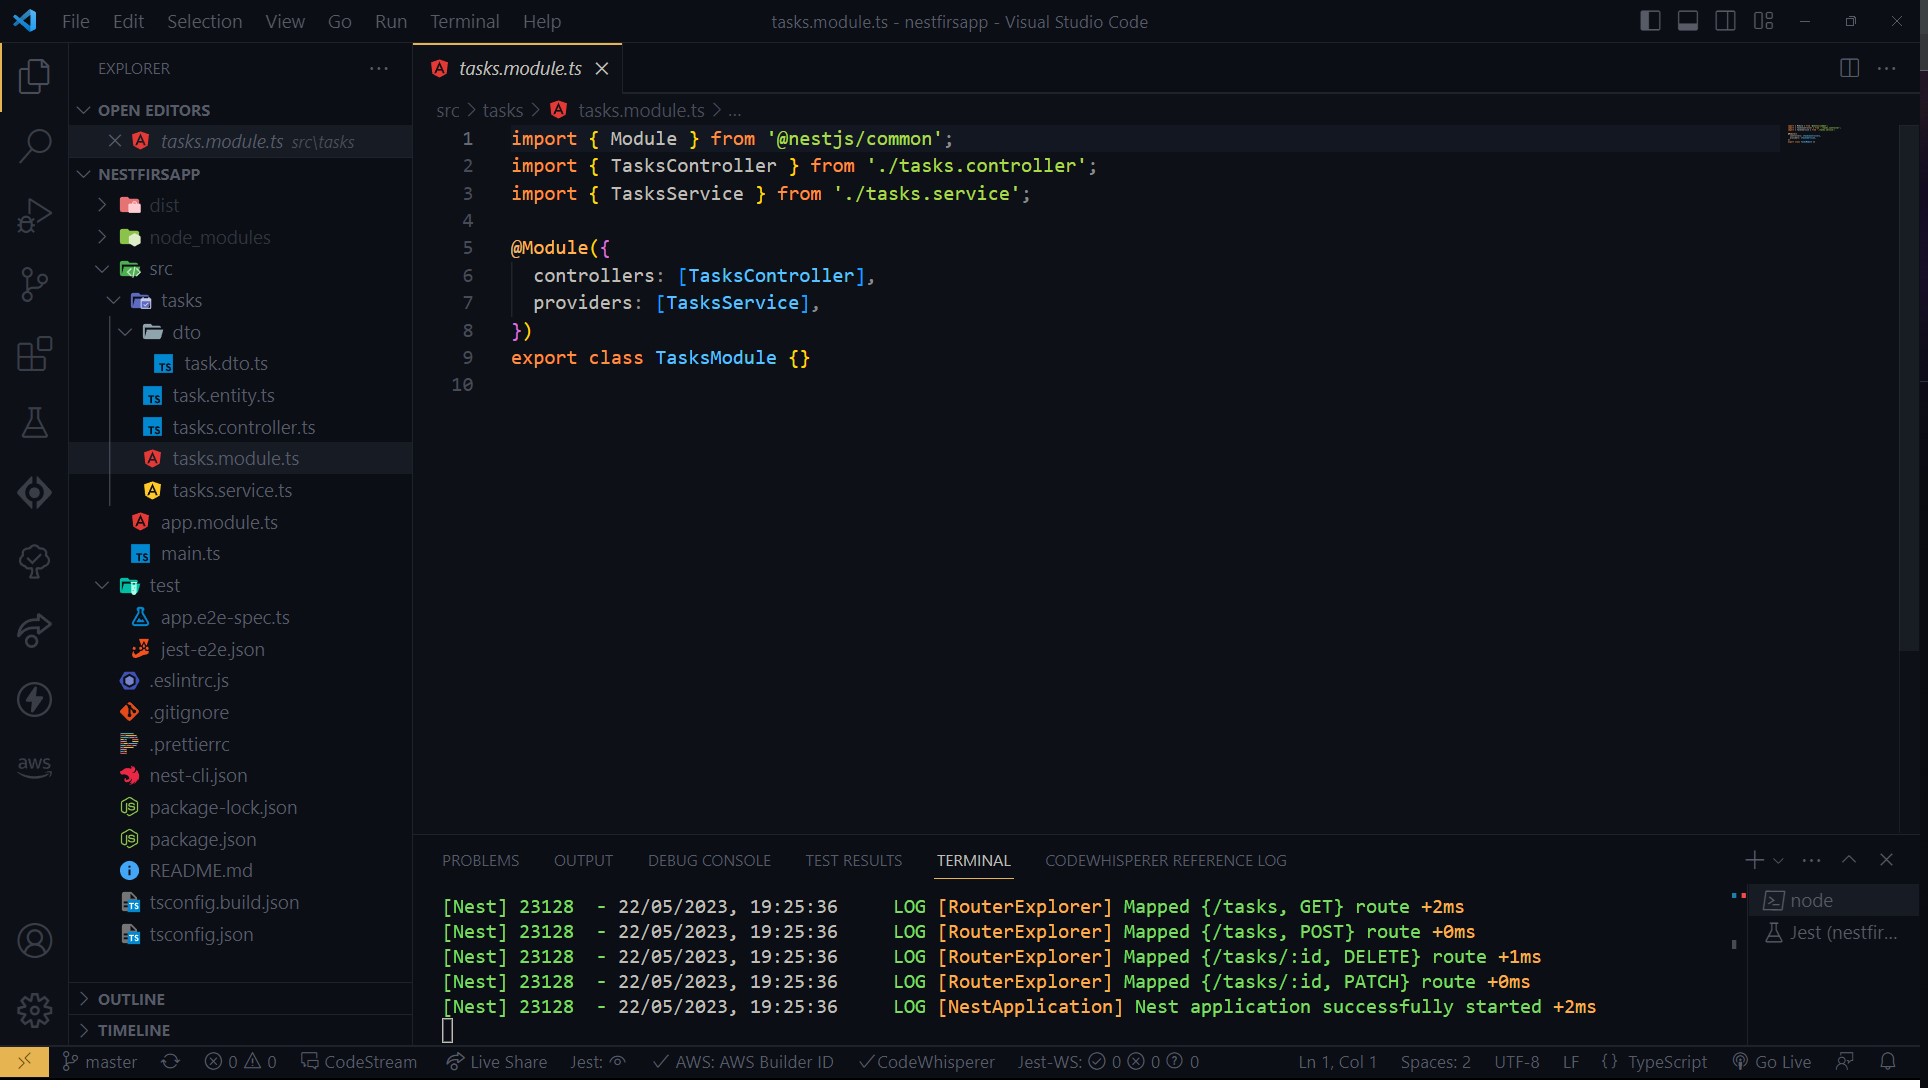 File Edit Selection View Go Run Terminal Help
tasks.module.ts - nestfirsapp - Visual Studio Code
EXPLORER
OPEN EDITORS
tasks.module.ts src\tasks
NESTFIRSAPP
dist
node_modules
src
tasks
dto
task.dto.ts
task.entity.ts
tasks.controller.ts
tasks.module.ts
tasks.service.ts
app.module.ts
main.ts
test
app.e2e-spec.ts
jest-e2e.json
.eslintrc.js
.gitignore
.prettierrc
nest-cli.json
package-lock.json
package.json
README.md
tsconfig.build.json
tsconfig.json
OUTLINE
TIMELINE
aws
tasks.module.ts
src > tasks > tasks.module.ts > ...
1 import { Module } from '@nestjs/common';
2 import { TasksController } from './tasks.controller';
3 import { TasksService } from './tasks.service';
4
5 @Module({
6 controllers: [TasksController],
7 providers: [TasksService],
8 })
9 export class TasksModule {}
10
PROBLEMS OUTPUT DEBUG CONSOLE TEST RESULTS TERMINAL CODEWHISPERER REFERENCE LOG
[Nest] 23128 - 22/05/2023, 19:25:36 LOG [RouterExplorer] Mapped {/tasks, GET} route +2ms
[Nest] 23128 - 22/05/2023, 19:25:36 LOG [RouterExplorer] Mapped {/tasks, POST} route +0ms
[Nest] 23128 - 22/05/2023, 19:25:36 LOG [RouterExplorer] Mapped {/tasks/:id, DELETE} route +1ms
[Nest] 23128 - 22/05/2023, 19:25:36 LOG [RouterExplorer] Mapped {/tasks/:id, PATCH} route +0ms
[Nest] 23128 - 22/05/2023, 19:25:36 LOG [NestApplication] Nest application successfully started +2ms
node
Jest (nestfir...
master 0 0 CodeStream Live Share Jest: AWS: AWS Builder ID CodeWhisperer Jest-WS: 0 0 0 Ln 1, Col 1 Spaces: 2 UTF-8 LF {} TypeScript Go Live